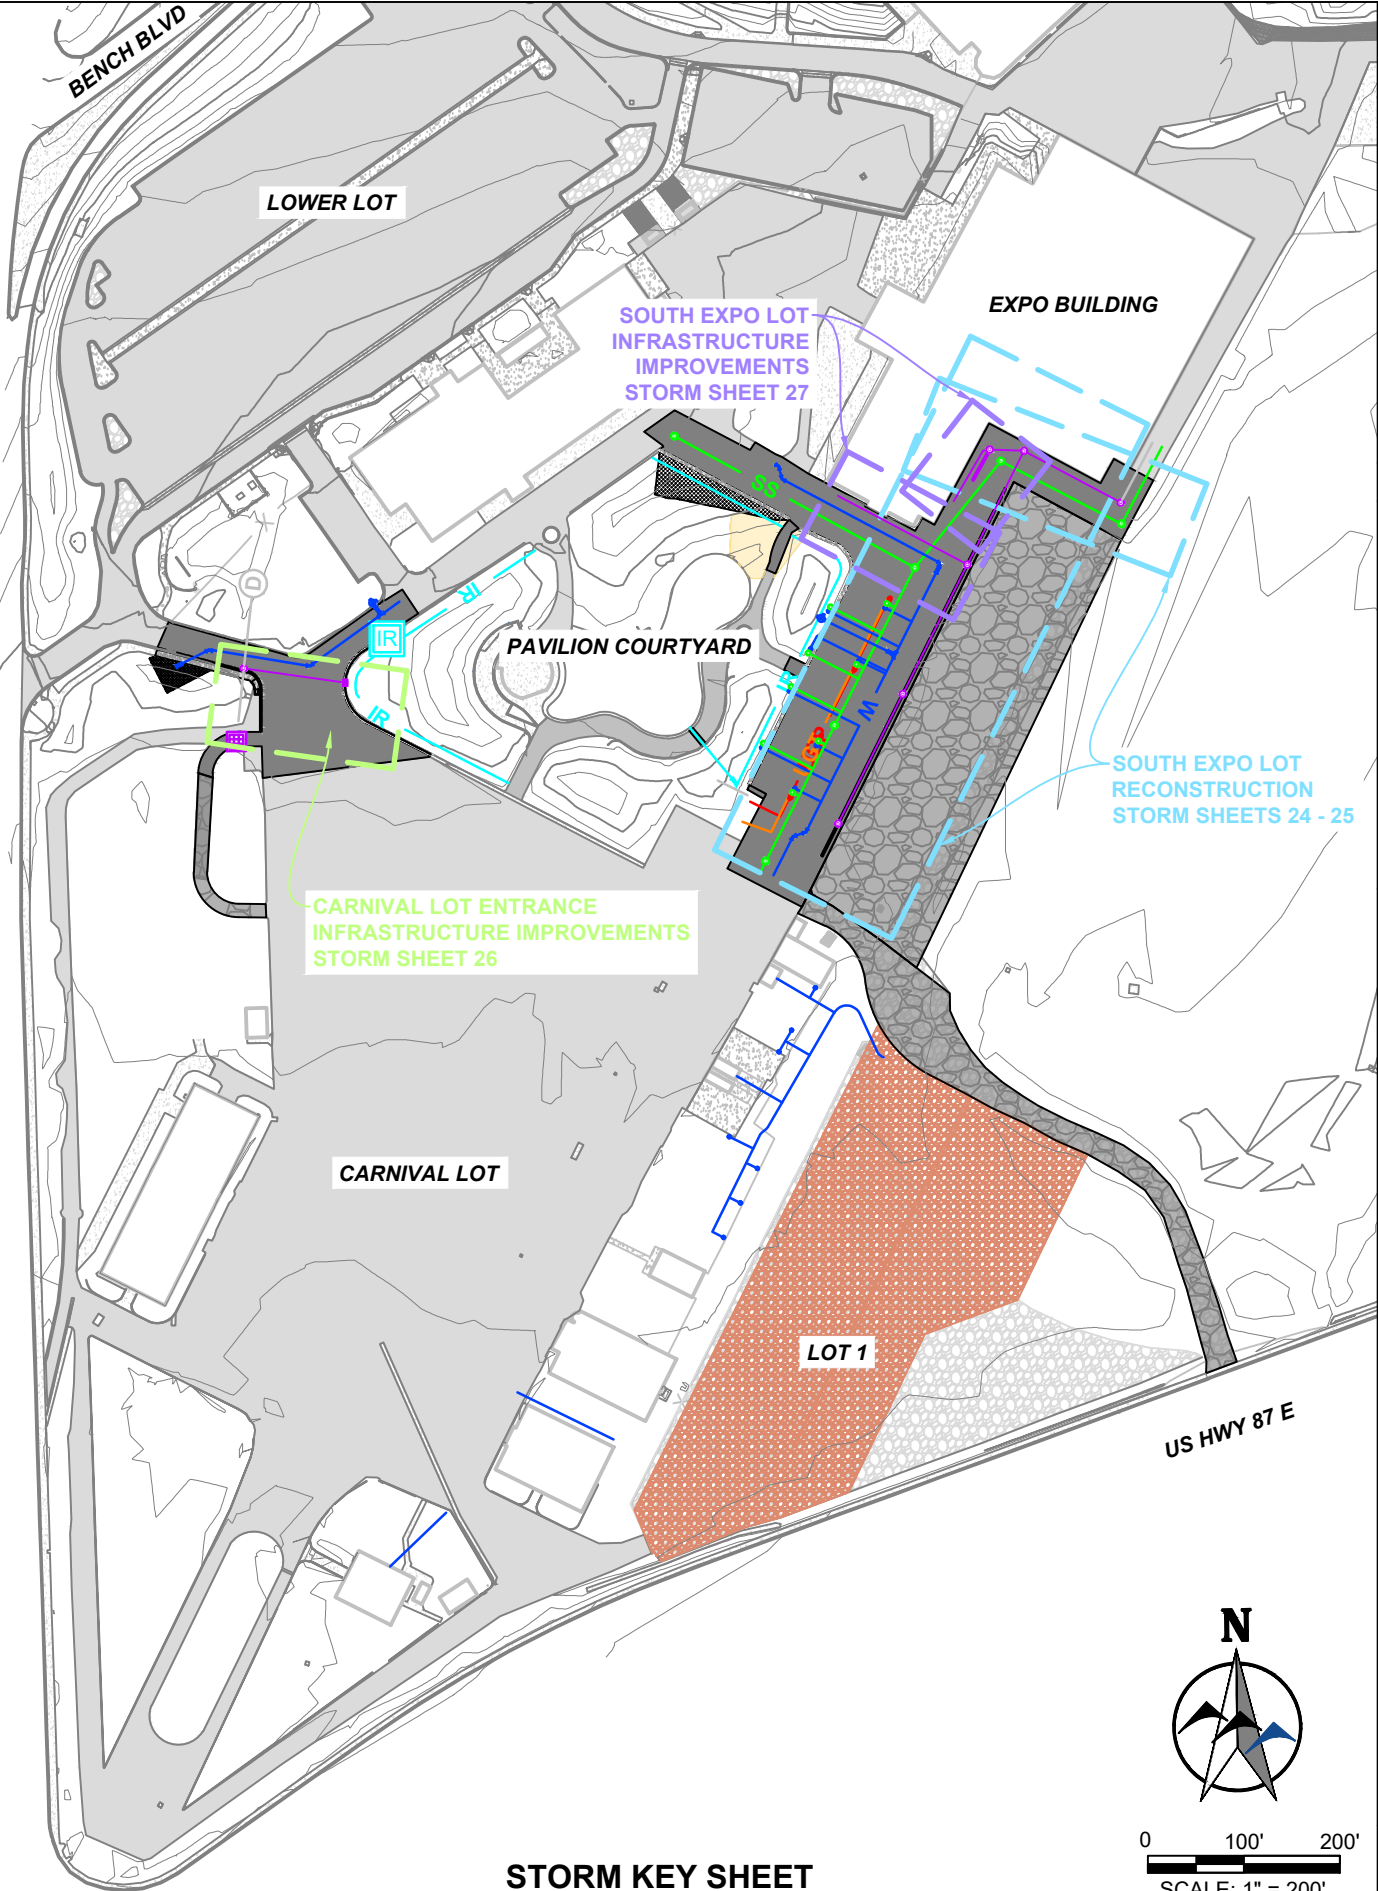 BENCH BLVD
LOWER LOT
EXPO BUILDING
SOUTH EXPO LOT
INFRASTRUCTURE
IMPROVEMENTS
STORM SHEET 27
SS
IR
IR
PAVILION COURTYARD
IR
IR
D
W
SOUTH EXPO LOT
RECONSTRUCTION
STORM SHEETS 24 - 25
CARNIVAL LOT ENTRANCE
INFRASTRUCTURE IMPROVEMENTS
STORM SHEET 26
CARNIVAL LOT
LOT 1
US HWY 87 E
N
0 100' 200'
SCALE: 1" = 200'
STORM KEY SHEET